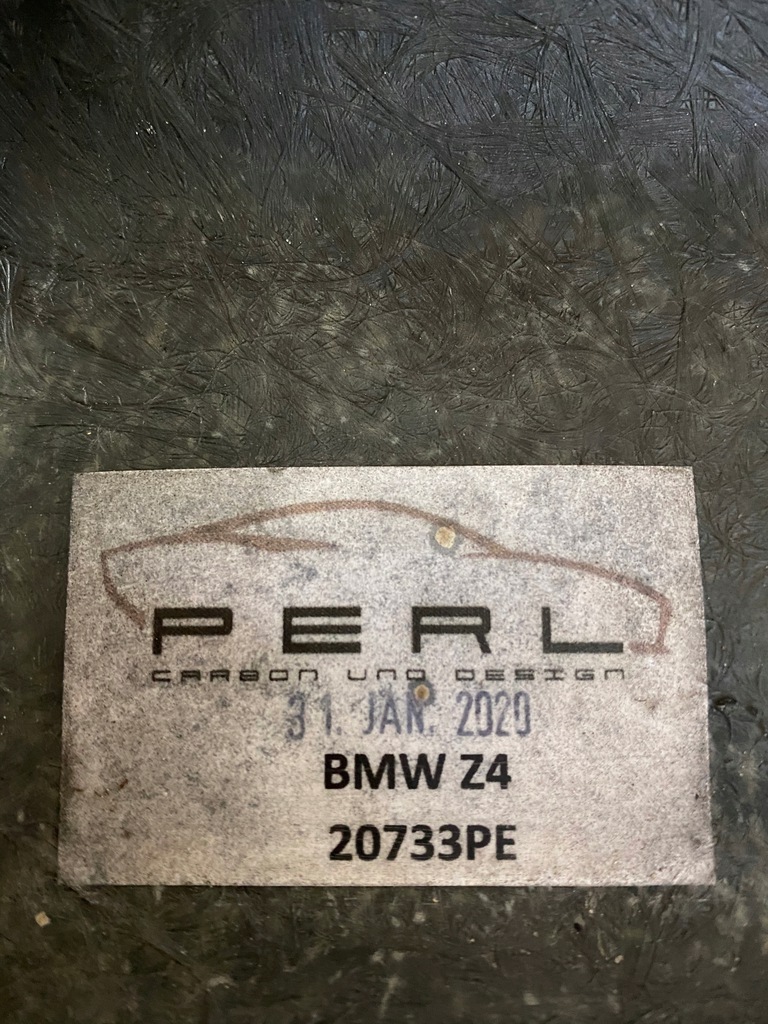 PERL
CARBON UND DESIGN
31. JAN. 2020
BMW Z4
20733PE